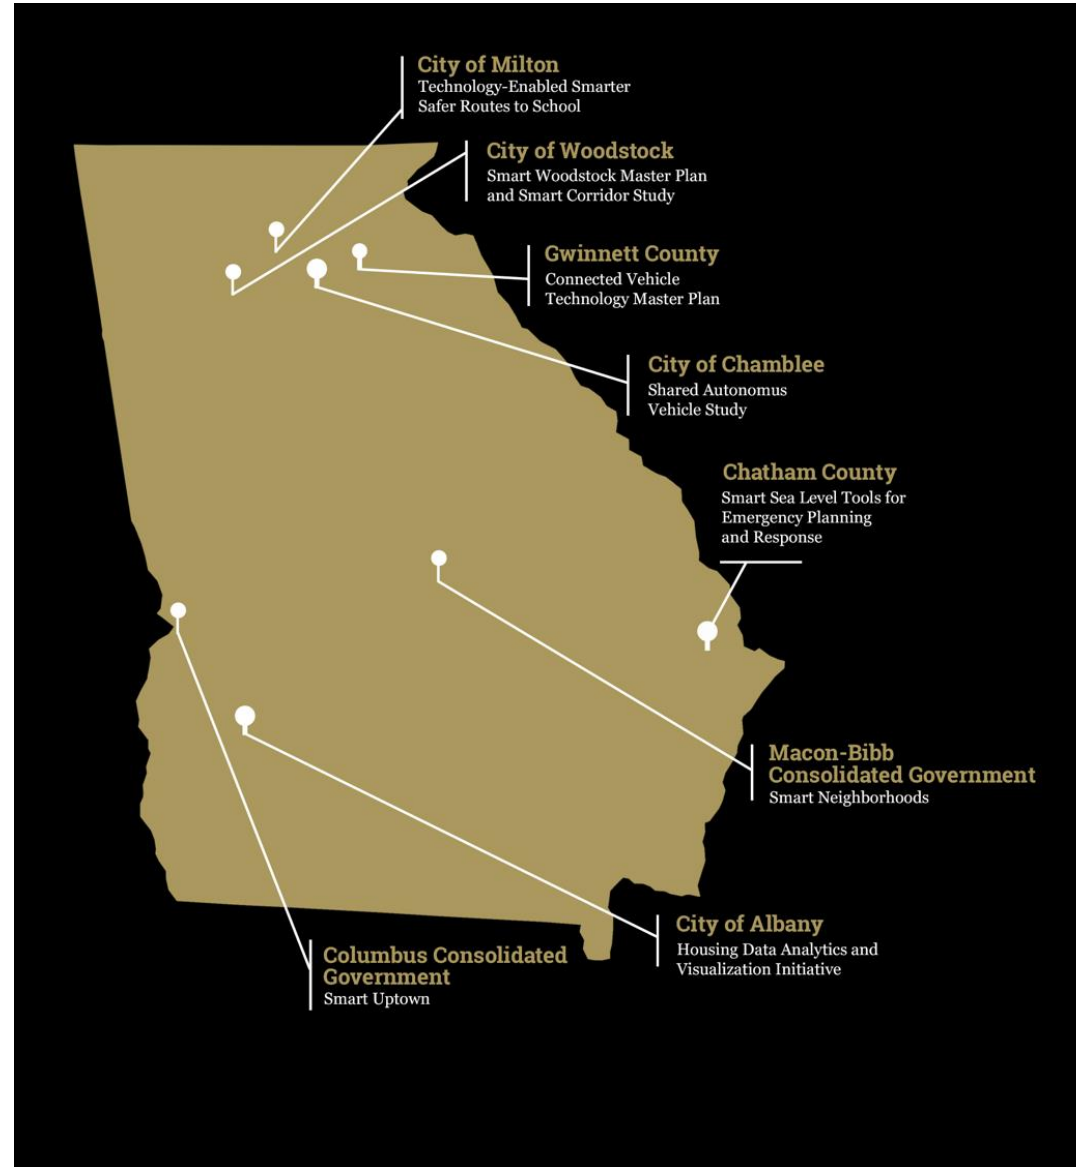 City of Milton
Technology-Enabled Smarter
Safer Routes to School
City of Woodstock
Smart Woodstock Master Plan
and Smart Corridor Study
Gwinnett County
Connected Vehicle
Technology Master Plan
City of Chamblee
Shared Autonomus
Vehicle Study
Chatham County
Smart Sea Level Tools for
Emergency Planning
and Response
Macon-Bibb
Consolidated Government
Smart Neighborhoods
City of Albany
Housing Data Analytics and
Visualization Initiative
Columbus Consolidated
Government
Smart Uptown